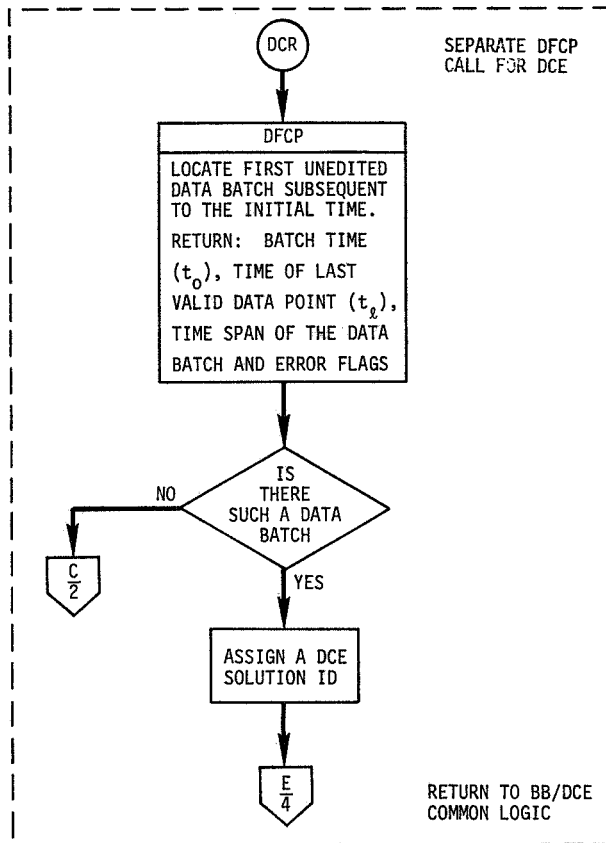 DCR
SEPARATE DFCP
CALL FOR DCE
DFCP
LOCATE FIRST UNEDITED
DATA BATCH SUBSEQUENT
TO THE INITIAL TIME.
RETURN: BATCH TIME
(t_o), TIME OF LAST
VALID DATA POINT (t_ℓ),
TIME SPAN OF THE DATA
BATCH AND ERROR FLAGS
IS
THERE
SUCH A DATA
BATCH
NO
C
2
YES
ASSIGN A DCE
SOLUTION ID
E
4
RETURN TO BB/DCE
COMMON LOGIC